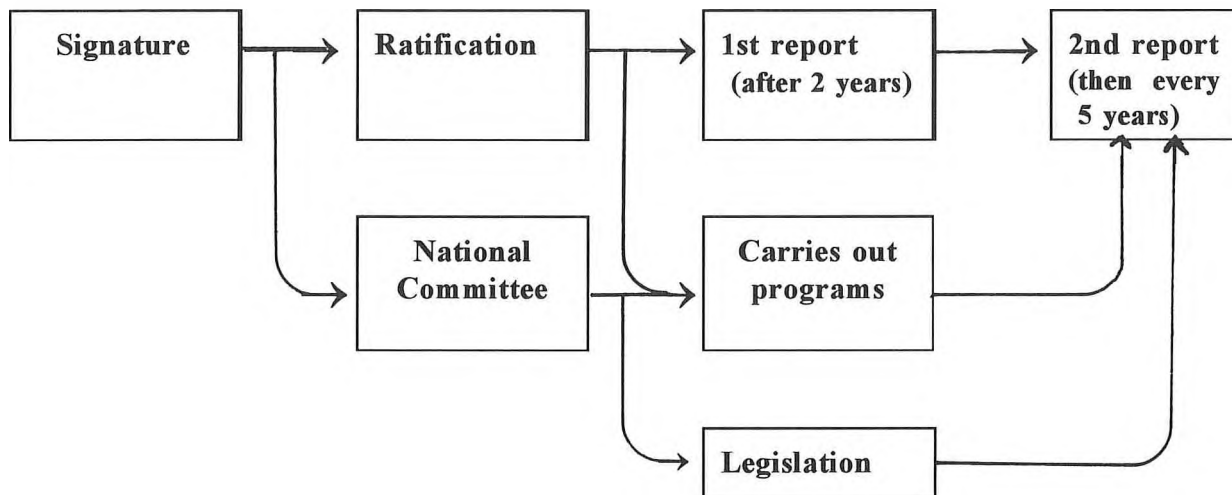 Signature
Ratification
1st report
(after 2 years)
2nd report
(then every
5 years)
National
Committee
Carries out
programs
Legislation